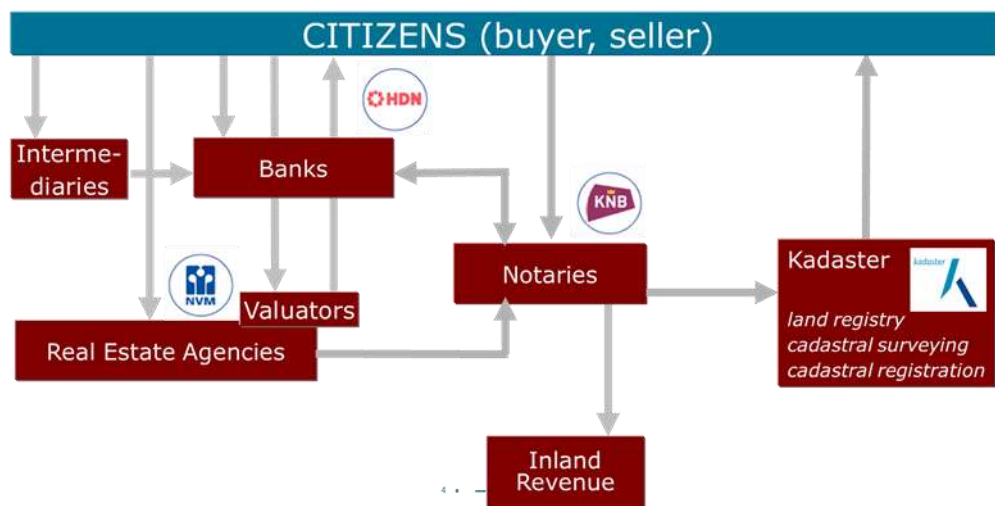 CITIZENS (buyer, seller)
HDN
Interme-
diaries
Banks
KNB
NVM
Valuators
Real Estate Agencies
Notaries
Kadaster
kadaster
land registry
cadastral surveying
cadastral registration
Inland
Revenue
4